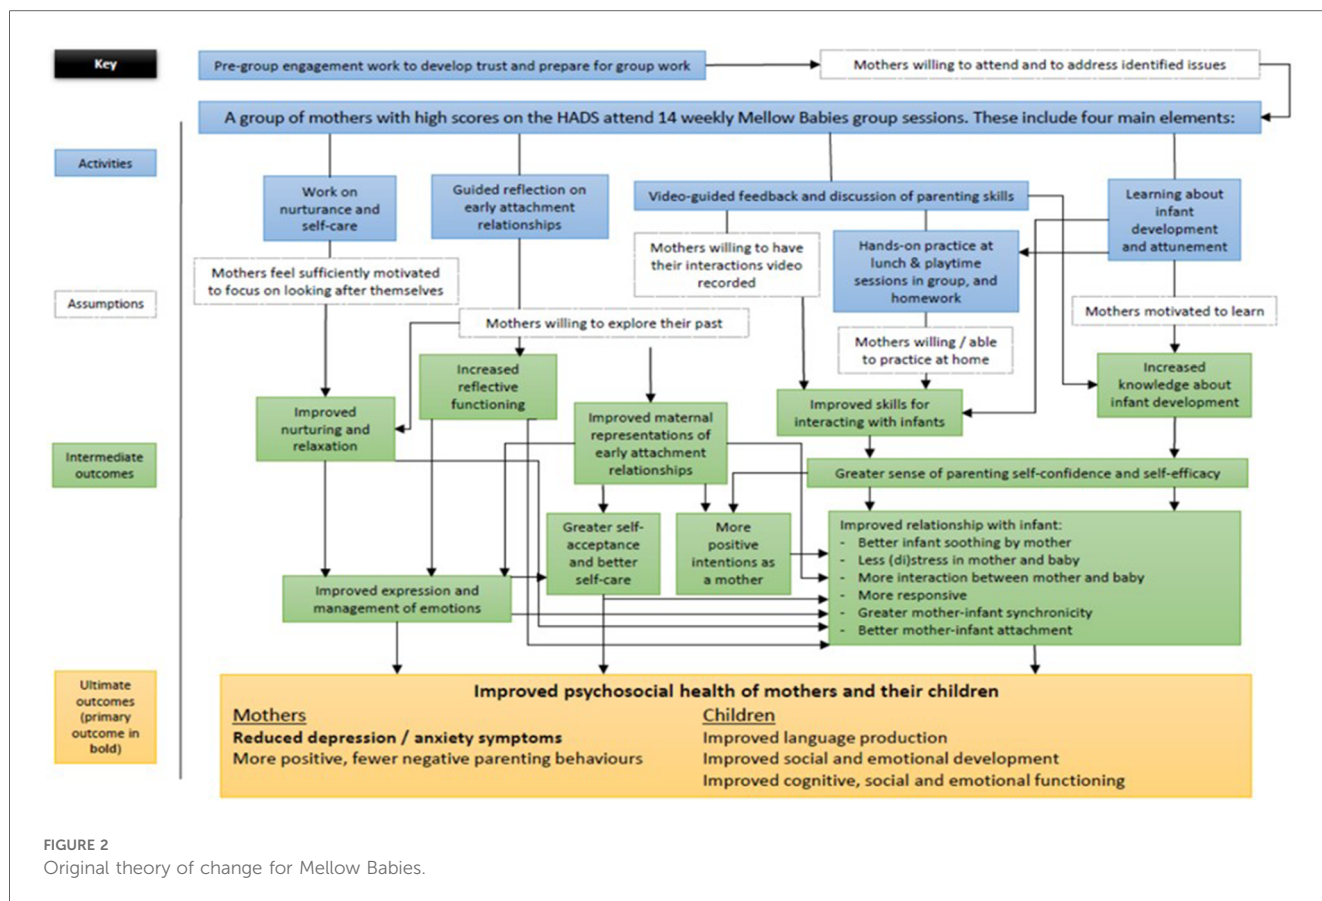 Key
Pre-group engagement work to develop trust and prepare for group work
Mothers willing to attend and to address identified issues
A group of mothers with high scores on the HADS attend 14 weekly Mellow Babies group sessions. These include four main elements:
Activities
Work on
nurturance and
self-care
Guided reflection on
early attachment
relationships
Video-guided feedback and discussion of parenting skills
Learning about
infant
development
and attunement
Hands-on practice at
lunch & playtime
sessions in group, and
homework
Assumptions
Mothers feel sufficiently motivated
to focus on looking after themselves
Mothers willing to have
their interactions video
recorded
Mothers willing to explore their past
Mothers willing / able
to practice at home
Mothers motivated to learn
Intermediate
outcomes
Improved
nurturing and
relaxation
Increased
reflective
functioning
Improved maternal
representations of
early attachment
relationships
Improved skills for
interacting with infants
Increased
knowledge about
infant development
Greater sense of parenting self-confidence and self-efficacy
Greater self-
acceptance
and better
self-care
More
positive
intentions as
a mother
Improved expression and
management of emotions
Improved relationship with infant:
- Better infant soothing by mother
- Less (di)stress in mother and baby
- More interaction between mother and baby
- More responsive
- Greater mother-infant synchronicity
- Better mother-infant attachment
Ultimate
outcomes
(primary
outcome in
bold)
Improved psychosocial health of mothers and their children
Mothers
Reduced depression / anxiety symptoms
More positive, fewer negative parenting behaviours
Children
Improved language production
Improved social and emotional development
Improved cognitive, social and emotional functioning
FIGURE 2
Original theory of change for Mellow Babies.